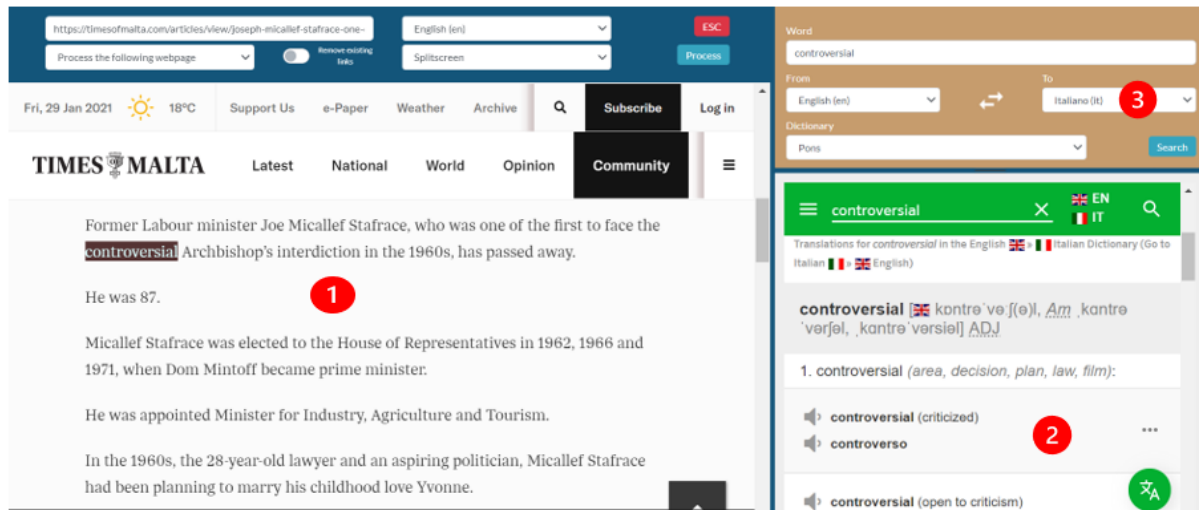 https://timesofmalta.com/articles/view/joseph-micallef-stafrace-one-
English (en)
ESC
Process the following webpage
Remove existing
links
Splitscreen
Process
Fri, 29 Jan 2021
18°C
Support Us
e-Paper
Weather
Archive
Subscribe
Log in
TIMES MALTA
Latest
National
World
Opinion
Community
Former Labour minister Joe Micallef Stafrace, who was one of the first to face the
controversial Archbishop's interdiction in the 1960s, has passed away.
He was 87.
1
Micallef Stafrace was elected to the House of Representatives in 1962, 1966 and
1971, when Dom Mintoff became prime minister.
He was appointed Minister for Industry, Agriculture and Tourism.
In the 1960s, the 28-year-old lawyer and an aspiring politician, Micallef Stafrace
had been planning to marry his childhood love Yvonne.
Word
controversial
From
To
English (en)
Italiano (it)
3
Dictionary
Pons
Search
controversial
EN
IT
Translations for controversial in the English » Italian Dictionary (Go to
Italian » English)
controversial [ kɒntrəˈvəːʃ(ə)l, Am ˌkɑntrə
ˈvərʃəl, ˌkɑntrəˈvərsiəl] ADJ
1. controversial (area, decision, plan, law, film):
controversial (criticized)
controverso
2
controversial (open to criticism)